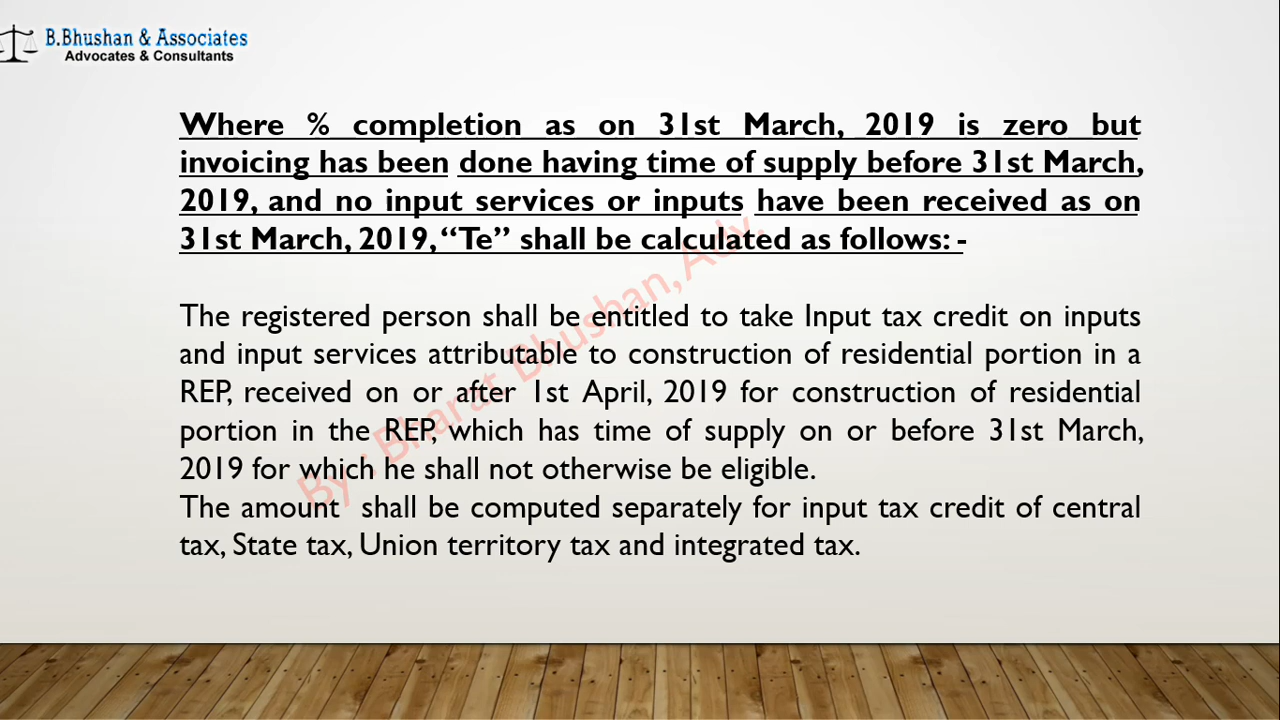 B.Bhushan & Associates
Advocates & Consultants
Where % completion as on 31st March, 2019 is zero but
invoicing has been done having time of supply before 31st March,
2019, and no input services or inputs have been received as on
31st March, 2019, “Te” shall be calculated as follows: -
The registered person shall be entitled to take Input tax credit on inputs
and input services attributable to construction of residential portion in a
REP, received on or after 1st April, 2019 for construction of residential
portion in the REP, which has time of supply on or before 31st March,
2019 for which he shall not otherwise be eligible.
The amount shall be computed separately for input tax credit of central
tax, State tax, Union territory tax and integrated tax.
By : Bharat Bhushan, Adv.